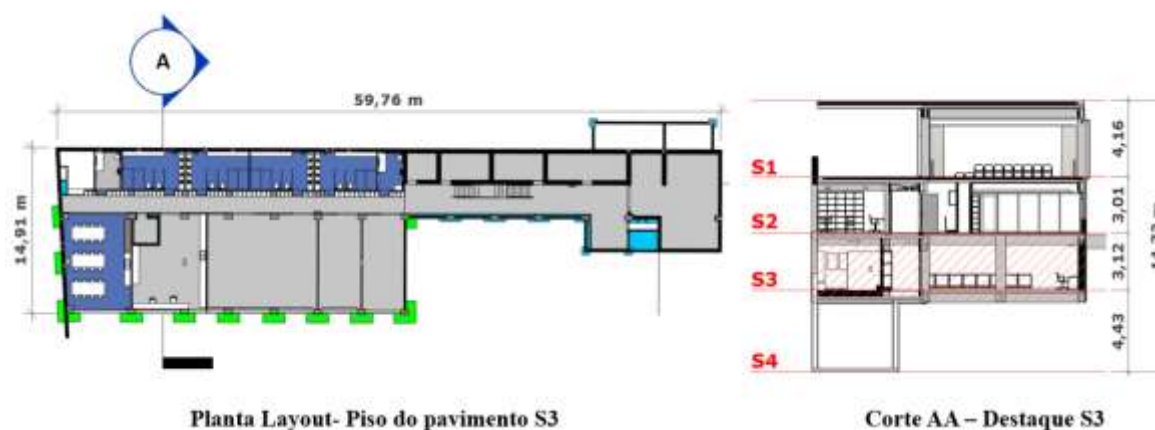 A
59,76 m
14,91 m
S1
S2
S3
S4
4,16
3,01
3,12
4,43
Planta Layout- Piso do pavimento S3
Corte AA – Destaque S3